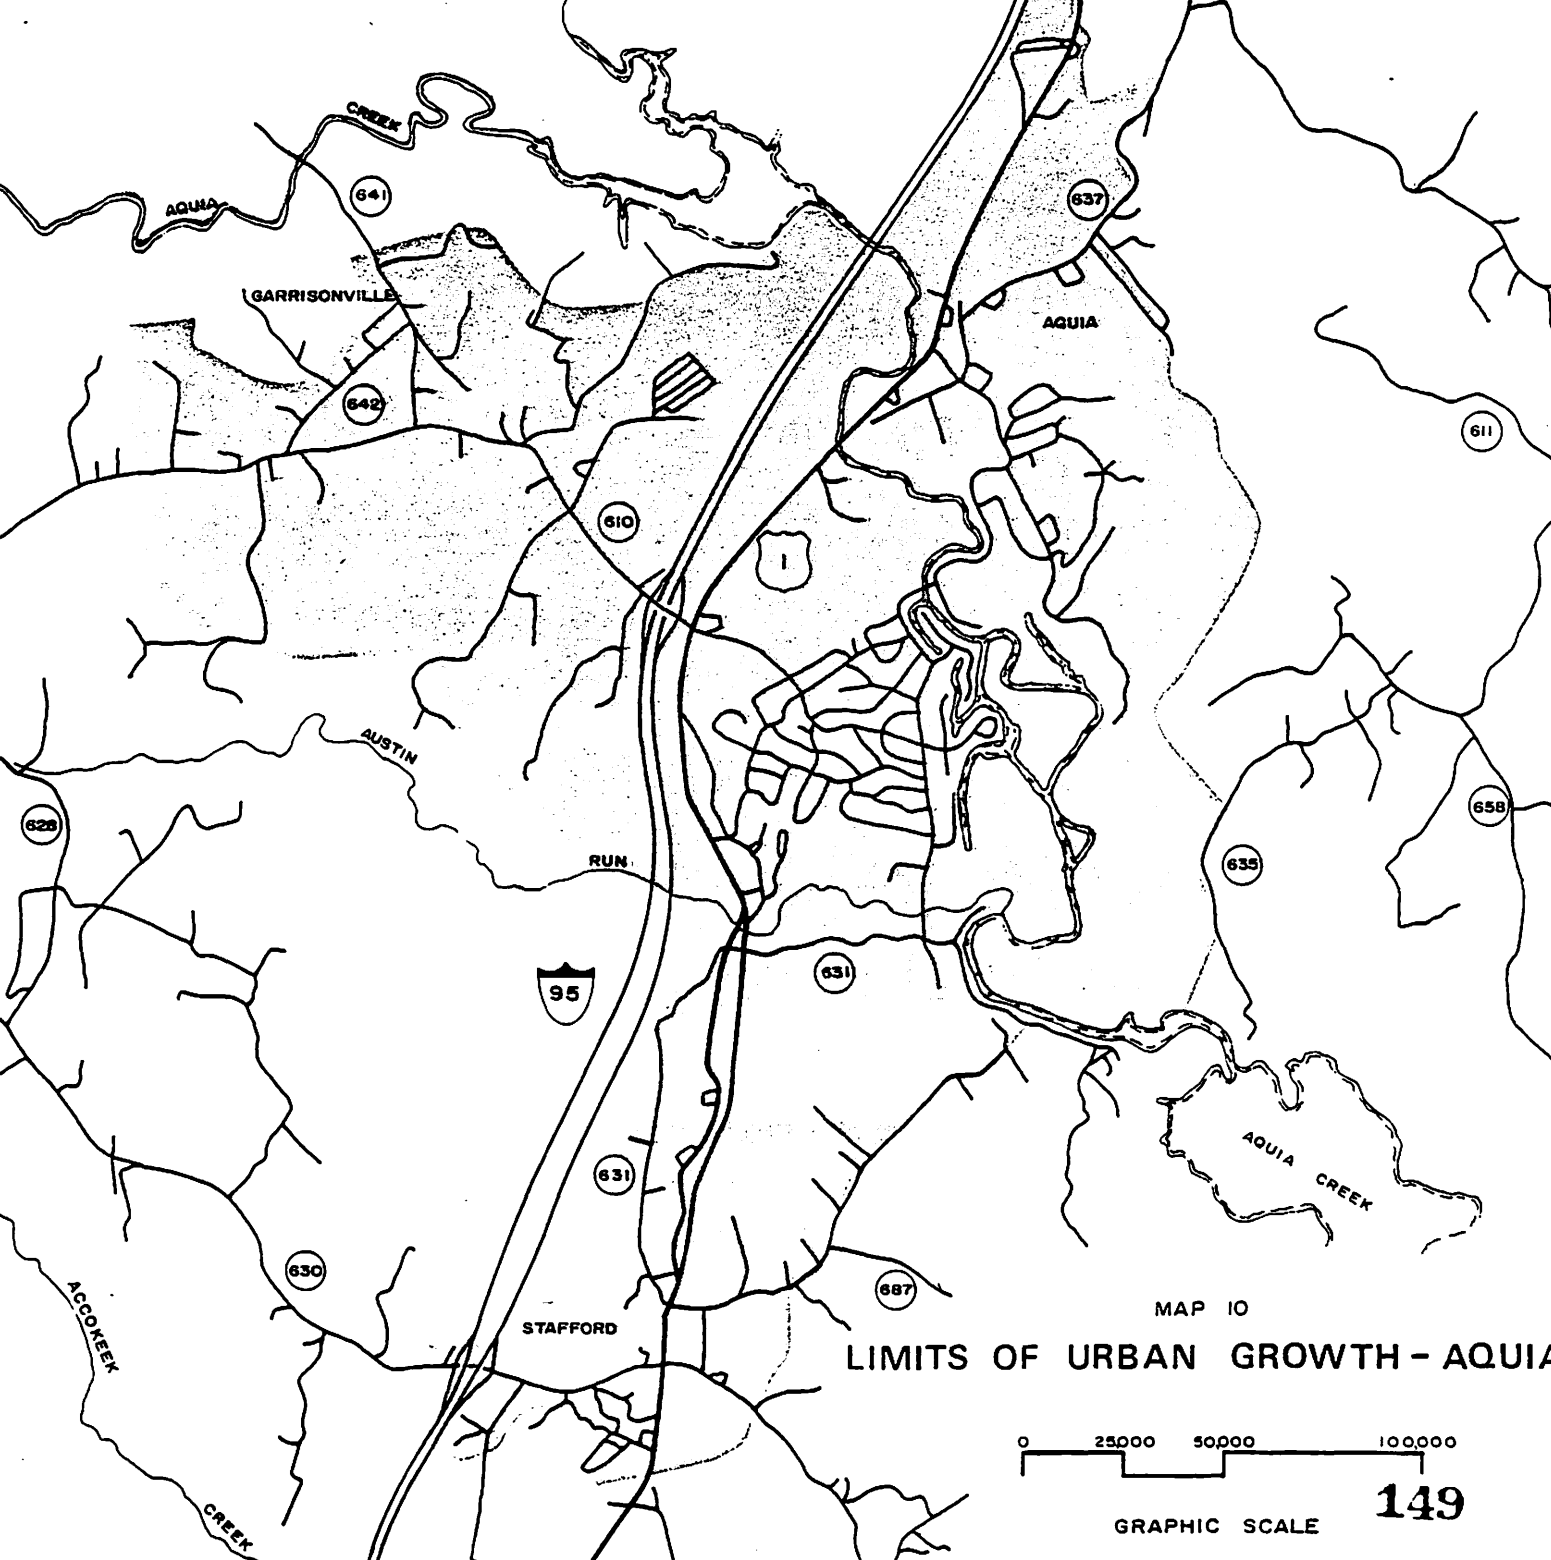 CREEK
641
AQUIA
637
GARRISONVILLE
AQUIA
642
611
610
1
AUSTIN
628
658
RUN
635
631
95
AQUIA CREEK
631
630
687
ACCOKEEK
STAFFORD
MAP 10
LIMITS OF URBAN GROWTH - AQUIA
0 25,000 50,000 100,000
149
CREEK
GRAPHIC SCALE